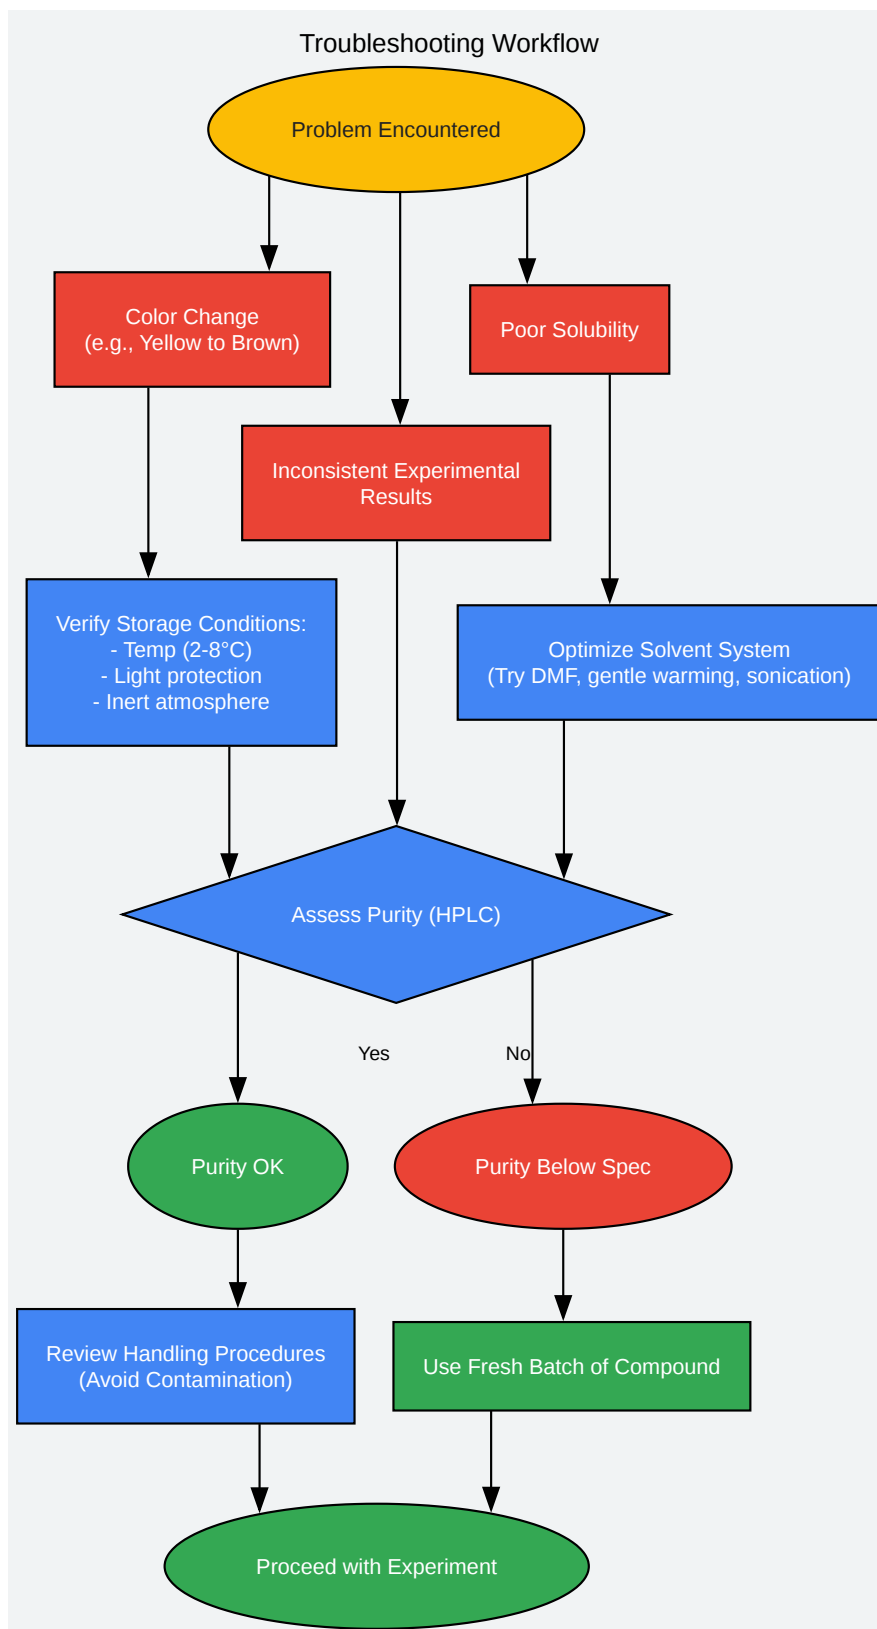 Troubleshooting Workflow
Problem Encountered
Color Change
(e.g., Yellow to Brown)
Poor Solubility
Inconsistent Experimental
Results
Verify Storage Conditions:
- Temp (2-8°C)
- Light protection
- Inert atmosphere
Optimize Solvent System
(Try DMF, gentle warming, sonication)
Assess Purity (HPLC)
Yes
No
Purity OK
Purity Below Spec
Review Handling Procedures
(Avoid Contamination)
Use Fresh Batch of Compound
Proceed with Experiment